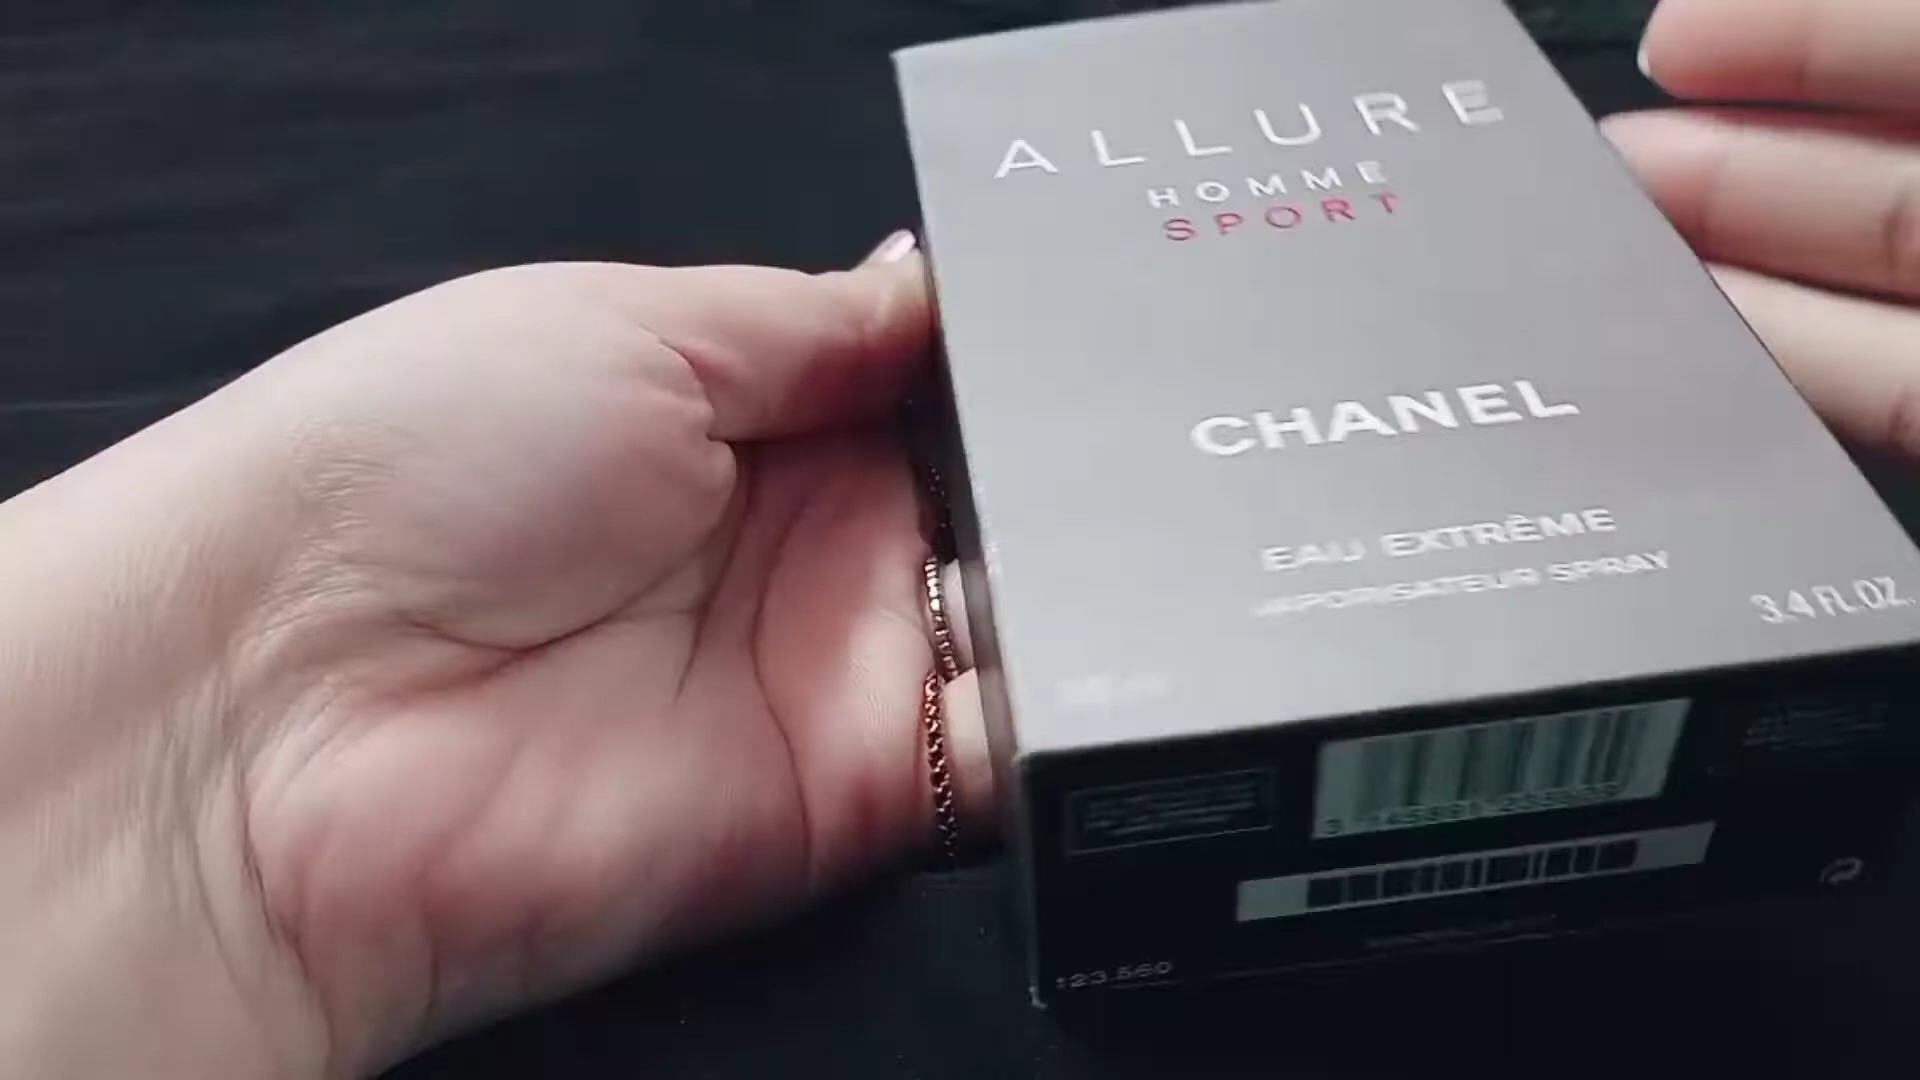 ALLURE
HOMME
SPORT
CHANEL
EAU EXTRÊME
VAPORISATEUR SPRAY
3.4 FL.OZ.
123.560